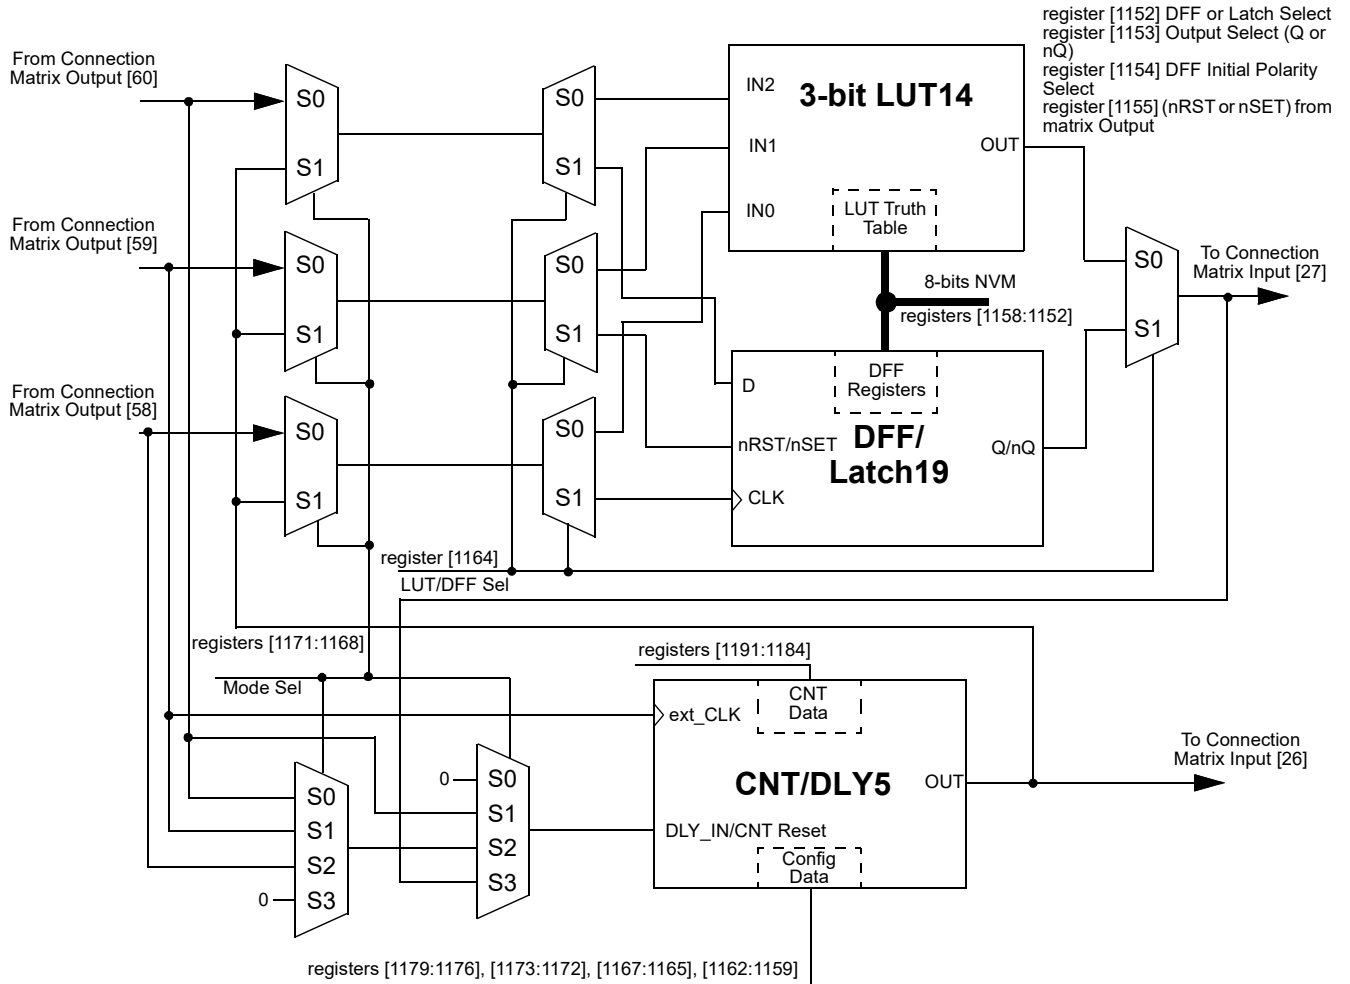 register [1152] DFF or Latch Select
register [1153] Output Select (Q or
nQ)
register [1154] DFF Initial Polarity
Select
register [1155] (nRST or nSET) from
matrix Output
From Connection
Matrix Output [60]
S0
S1
S0
S1
IN2
3-bit LUT14
IN1
OUT
IN0
LUT Truth
Table
From Connection
Matrix Output [59]
S0
S1
S0
S1
8-bits NVM
registers [1158:1152]
S0
S1
To Connection
Matrix Input [27]
From Connection
Matrix Output [58]
S0
S1
S0
S1
D
DFF
Registers
nRST/nSET
DFF/
Latch19
Q/nQ
CLK
register [1164]
LUT/DFF Sel
registers [1171:1168]
Mode Sel
registers [1191:1184]
ext_CLK
CNT
Data
CNT/DLY5
OUT
To Connection
Matrix Input [26]
DLY_IN/CNT Reset
Config
Data
S0
S1
S2
0
S3
0
S0
S1
S2
S3
registers [1179:1176], [1173:1172], [1167:1165], [1162:1159]